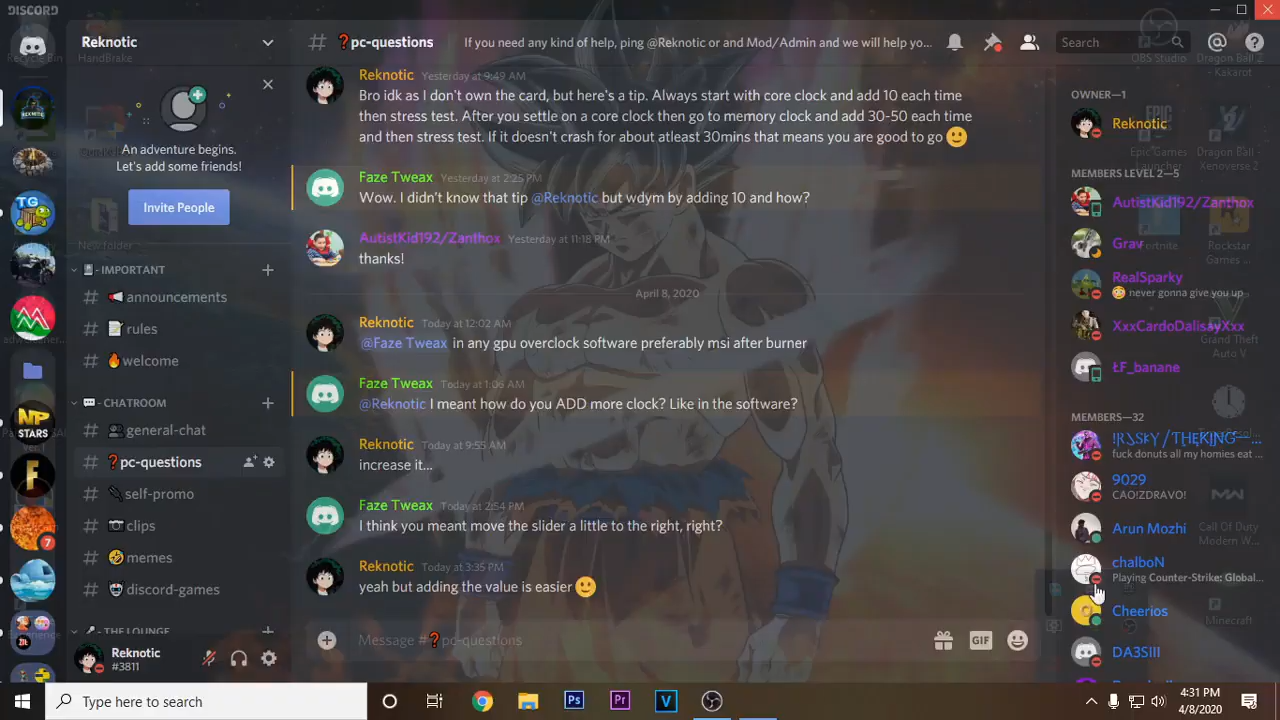 DISCORD
Reknotic
❓pc-questions
If you need any kind of help, ping @Reknotic or and Mod/Admin and we will help yo...
Search
Recycle Bin
HandBrake
OBS Studio
Dragon Ball Z
- Kakarot
An adventure begins.
Let's add some friends!
Invite People
New folder
IMPORTANT
announcements
rules
welcome
CHATROOM
general-chat
❓pc-questions
self-promo
clips
memes
discord-games
THE LOUNGE
Reknotic
#3811
TG
NP
STARS
F
7
Reknotic Yesterday at 9:49 AM
Bro idk as I don't own the card, but here's a tip. Always start with core clock and add 10 each time
then stress test. After you settle on a core clock then go to memory clock and add 30-50 each time
and then stress test. If it doesn't crash for about atleast 30mins that means you are good to go 🙂
Faze Tweax Yesterday at 2:25 PM
Wow. I didn't know that tip @Reknotic but wdym by adding 10 and how?
AutistKid192/Zanthox Yesterday at 11:18 PM
thanks!
April 8, 2020
Reknotic Today at 12:02 AM
@Faze Tweax in any gpu overclock software preferably msi after burner
Faze Tweax Today at 1:06 AM
@Reknotic I meant how do you ADD more clock? Like in the software?
Reknotic Today at 9:55 AM
increase it...
Faze Tweax Today at 2:54 PM
I think you meant move the slider a little to the right, right?
Reknotic Today at 3:35 PM
yeah but adding the value is easier 🙂
Message #❓pc-questions
GIF
OWNER—1
Reknotic
Epic Games
Launcher
Dragon Ball
Xenoverse 2
MEMBERS LEVEL 2—5
AutistKid192/Zanthox
Grav
Fortnite
Rockstar
Games ...
RealSparky
never gonna give you up
XxxCardoDalisayXxx
Grand Theft
Auto V
ŁF_banane
MEMBERS—32
fuck donuts all my homies eat ...
9029
CAO!ZDRAVO!
Arun Mozhi
Call Of Duty
Modern W...
chalboN
Playing Counter-Strike: Global...
Cheerios
Minecraft
DA3SIII
Type here to search
Ps
Pr
V
4:31 PM
4/8/2020